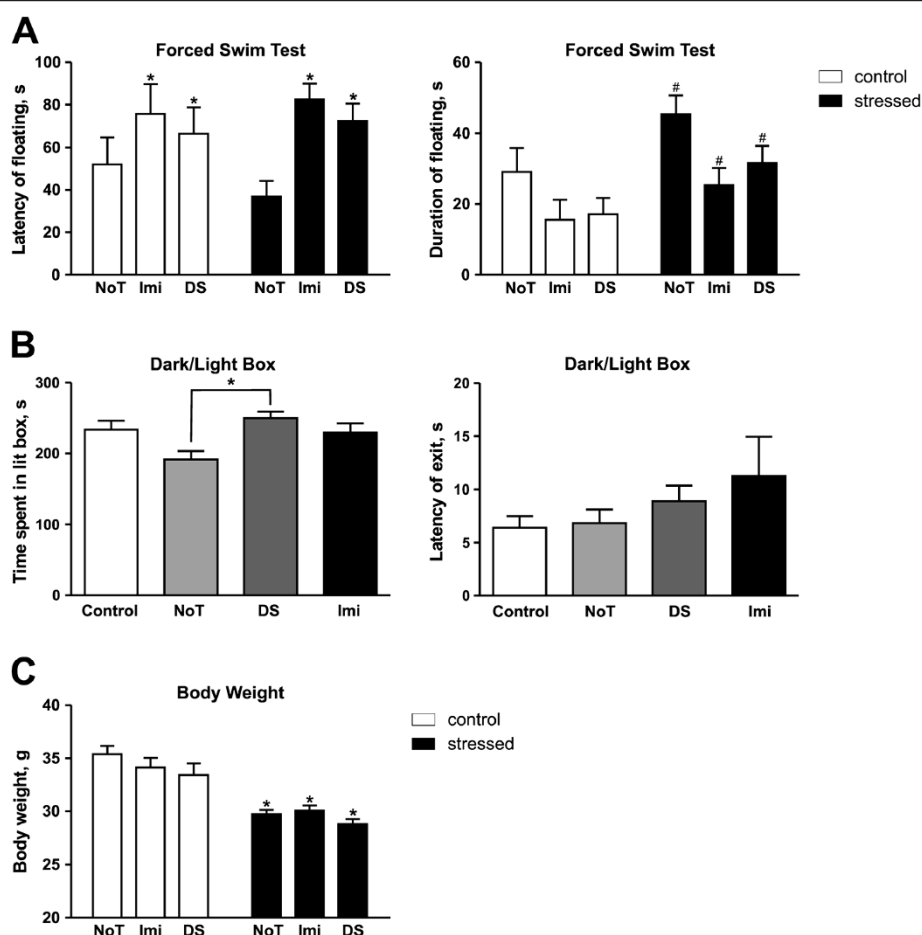 A
Forced Swim Test
Latency of floating, s
100
80
60
40
20
0
*
*
*
*
NoT Imi DS NoT Imi DS
Forced Swim Test
Duration of floating, s
60
40
20
0
#
#
#
NoT Imi DS NoT Imi DS
control
stressed
B
Dark/Light Box
Time spent in lit box, s
300
200
100
0
*
Control NoT DS Imi
Dark/Light Box
Latency of exit, s
20
15
10
5
0
Control NoT DS Imi
C
Body Weight
Body weight, g
40
35
30
25
20
*
*
*
NoT Imi DS NoT Imi DS
control
stressed